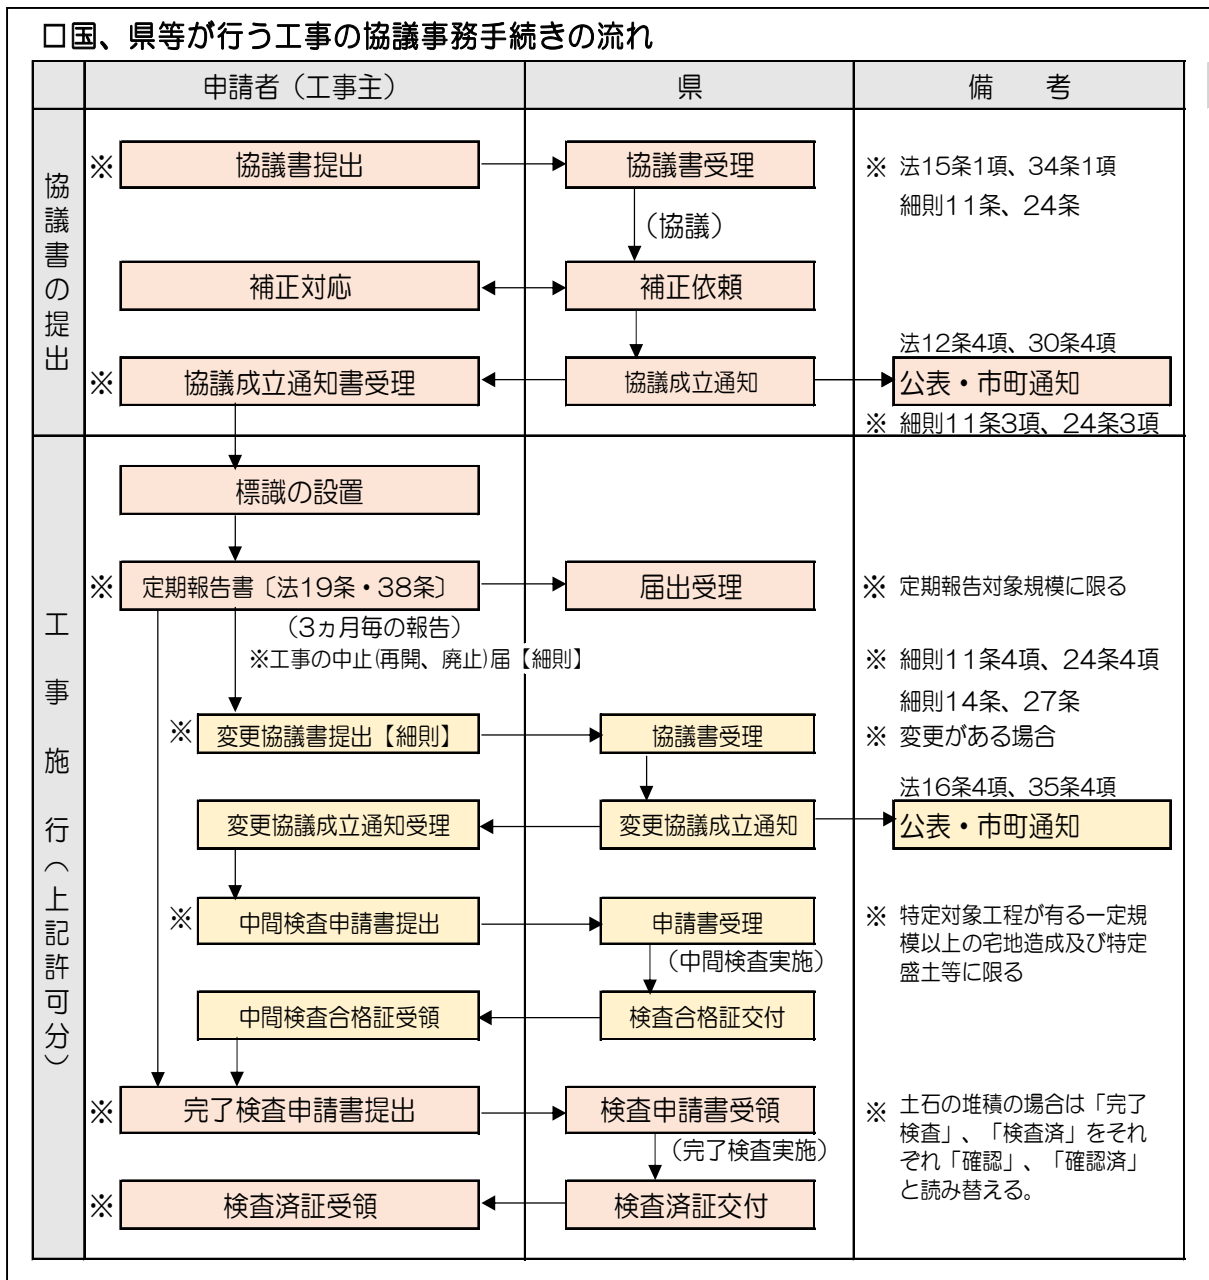 □国、県等が行う工事の協議事務手続きの流れ
申請者（工事主）
県
備　考
協議書の提出
※
協議書提出
協議書受理
※ 法15条1項、34条1項
細則11条、24条
（協議）
補正対応
補正依頼
法12条4項、30条4項
※
協議成立通知書受理
協議成立通知
公表・市町通知
※ 細則11条3項、24条3項
工事施行（上記許可分）
標識の設置
※
定期報告書〔法19条・38条〕
届出受理
※ 定期報告対象規模に限る
（3ヵ月毎の報告）
※工事の中止(再開、廃止)届【細則】
※ 細則11条4項、24条4項
細則14条、27条
※
変更協議書提出【細則】
協議書受理
※ 変更がある場合
法16条4項、35条4項
変更協議成立通知受理
変更協議成立通知
公表・市町通知
※
中間検査申請書提出
申請書受理
※ 特定対象工程が有る一定規
模以上の宅地造成及び特定
盛土等に限る
（中間検査実施）
中間検査合格証受領
検査合格証交付
※
完了検査申請書提出
検査申請書受領
※ 土石の堆積の場合は「完了
検査」、「検査済」をそれ
ぞれ「確認」、「確認済」
と読み替える。
（完了検査実施）
※
検査済証受領
検査済証交付